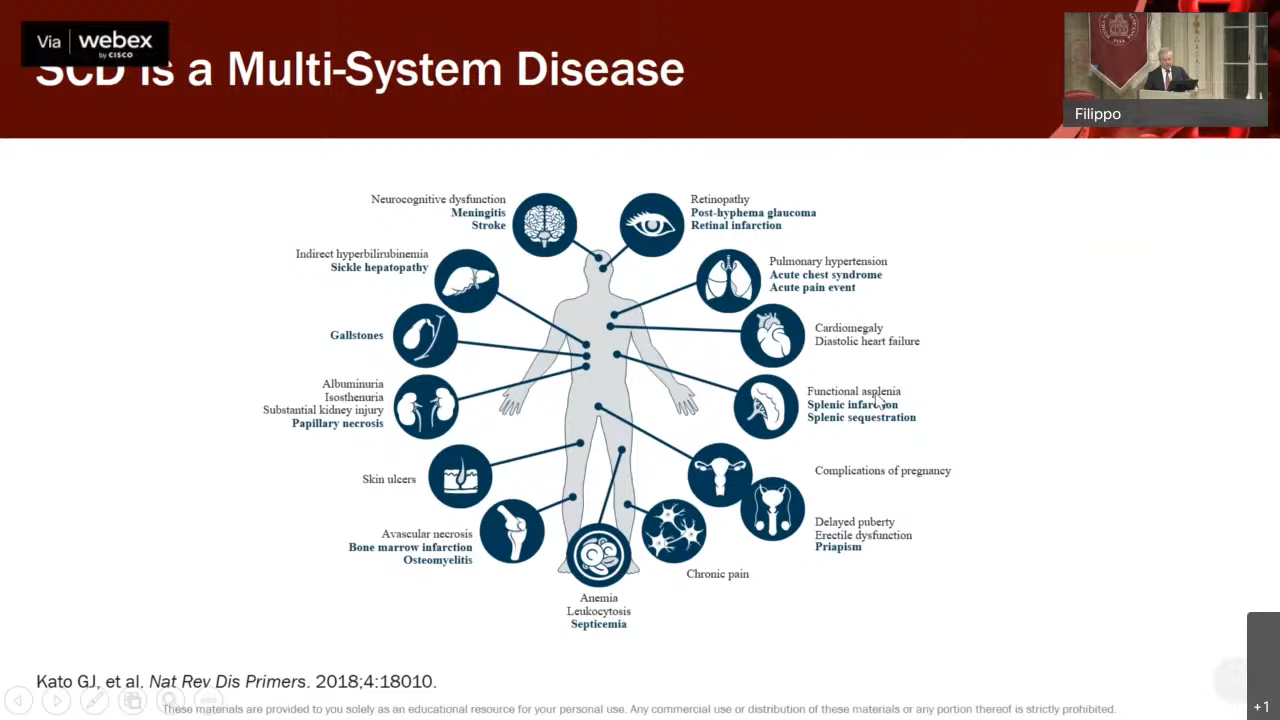 Via webex
by CISCO
SCD is a Multi-System Disease
Filippo
Neurocognitive dysfunction
Meningitis
Stroke
Retinopathy
Post-hyphema glaucoma
Retinal infarction
Indirect hyperbilirubinemia
Sickle hepatopathy
Pulmonary hypertension
Acute chest syndrome
Acute pain event
Gallstones
Cardiomegaly
Diastolic heart failure
Albuminuria
Isosthenuria
Substantial kidney injury
Papillary necrosis
Functional asplenia
Splenic infarction
Splenic sequestration
Skin ulcers
Complications of pregnancy
Avascular necrosis
Bone marrow infarction
Osteomyelitis
Delayed puberty
Erectile dysfunction
Priapism
Chronic pain
Anemia
Leukocytosis
Septicemia
Kato GJ, et al. Nat Rev Dis Primers. 2018;4:18010.
These materials are provided to you solely as an educational resource for your personal use. Any commercial use or distribution of these materials or any portion thereof is strictly prohibited.
+1